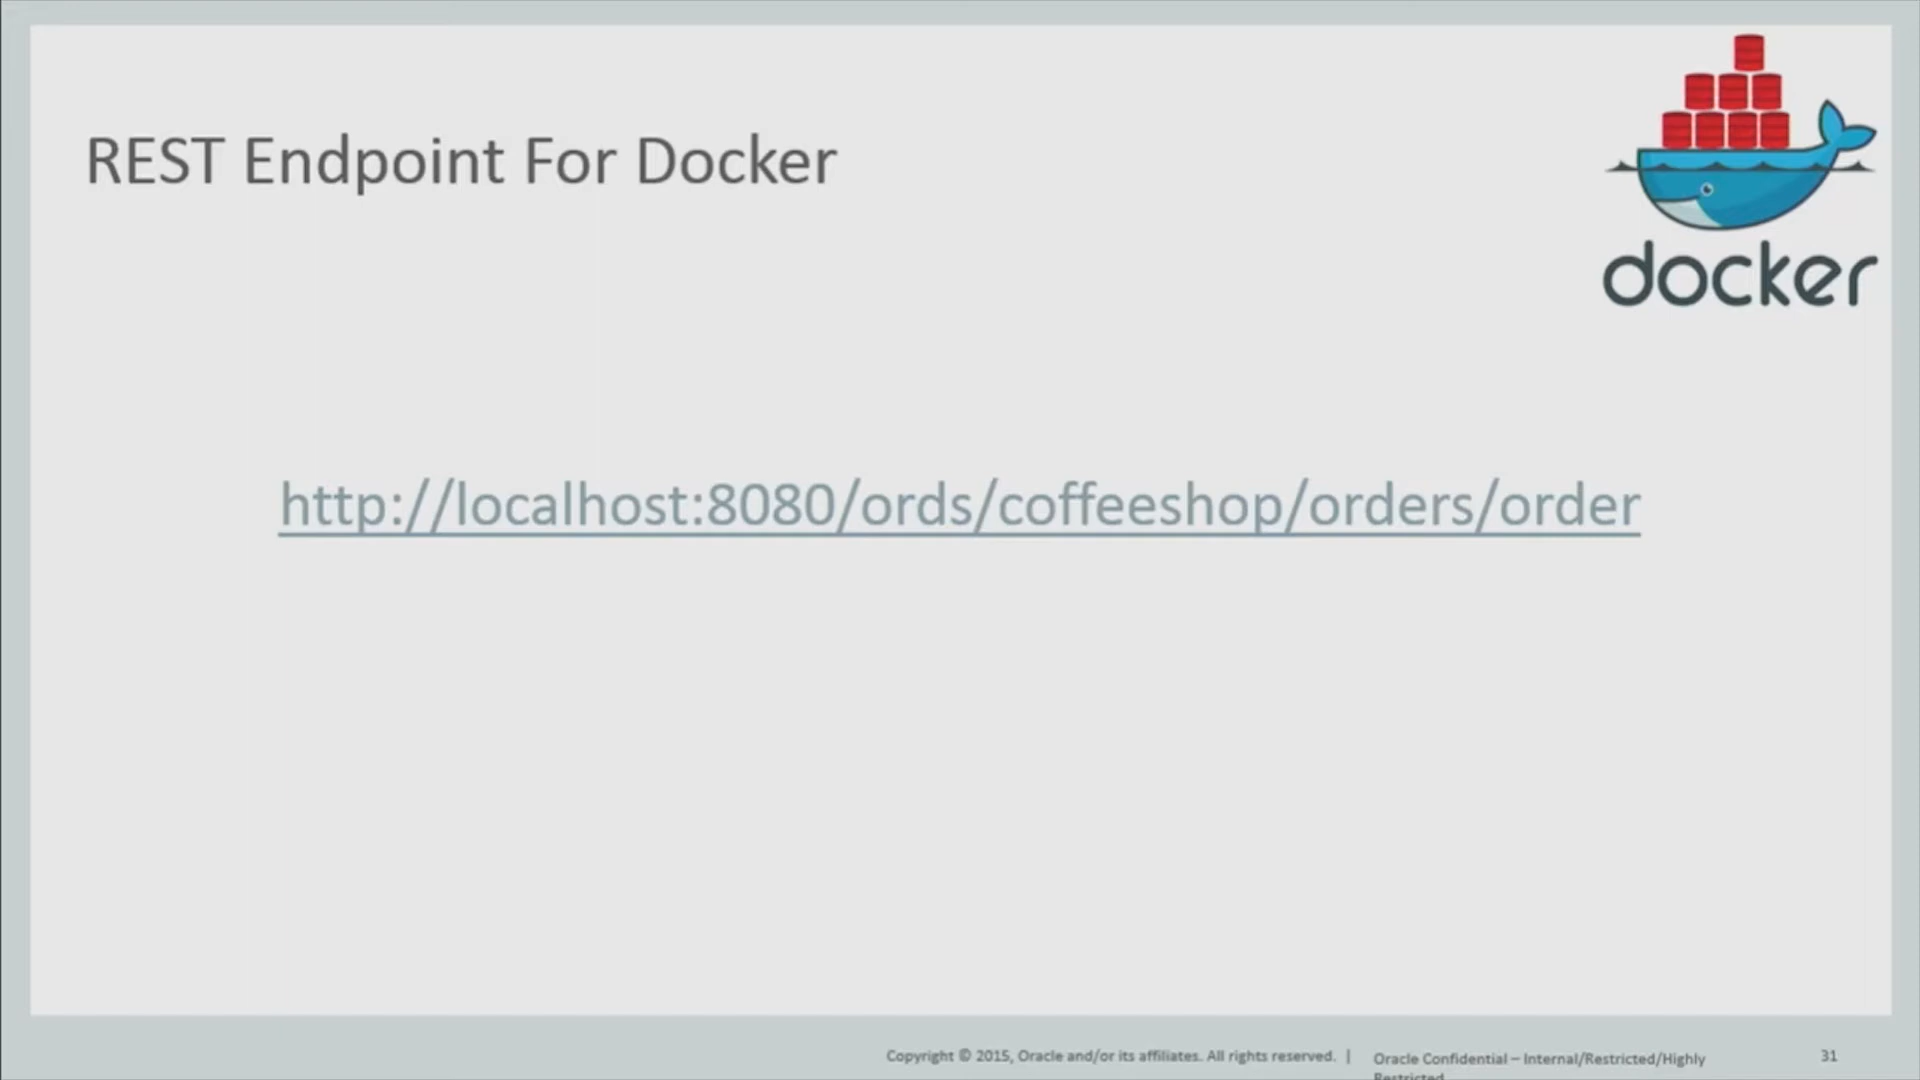 REST Endpoint For Docker
docker
http://localhost:8080/ords/coffeeshop/orders/order
Copyright © 2015, Oracle and/or its affiliates. All rights reserved. |
Oracle Confidential – Internal/Restricted/Highly
Restricted
31